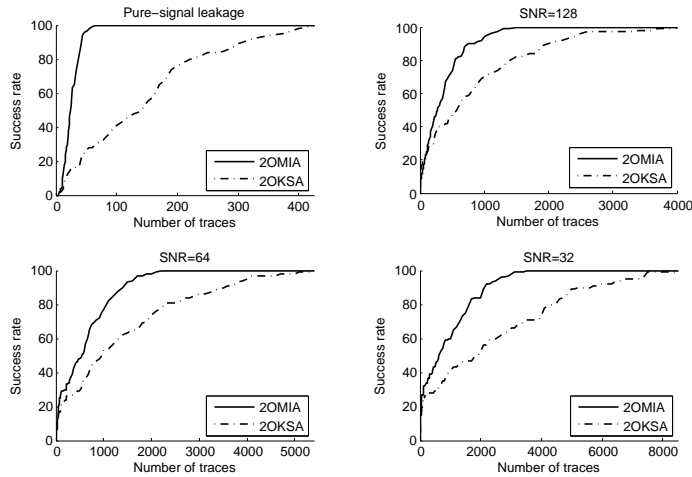 Pure-signal leakage
Success rate
100
80
60
40
20
0
0 100 200 300 400
Number of traces
2OMIA
2OKSA
SNR=128
Success rate
100
80
60
40
20
0
0 1000 2000 3000 4000
Number of traces
2OMIA
2OKSA
SNR=64
Success rate
100
80
60
40
20
0
0 1000 2000 3000 4000 5000
Number of traces
2OMIA
2OKSA
SNR=32
Success rate
100
80
60
40
20
0
0 2000 4000 6000 8000
Number of traces
2OMIA
2OKSA